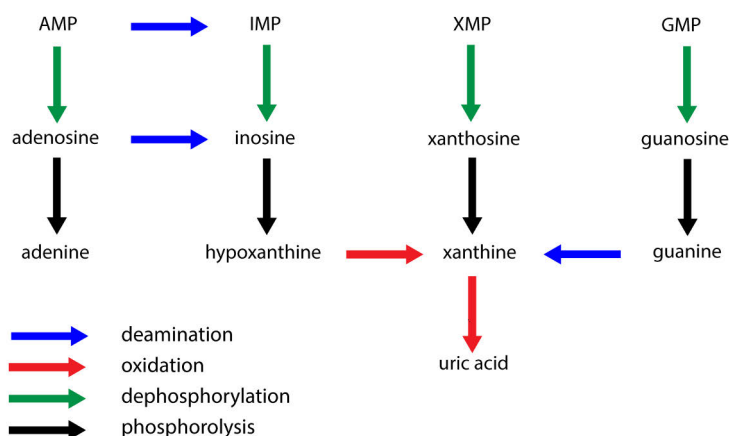 AMP IMP XMP GMP
adenosine inosine xanthosine guanosine
adenine hypoxanthine xanthine guanine
deamination
oxidation uric acid
dephosphorylation
phosphorolysis